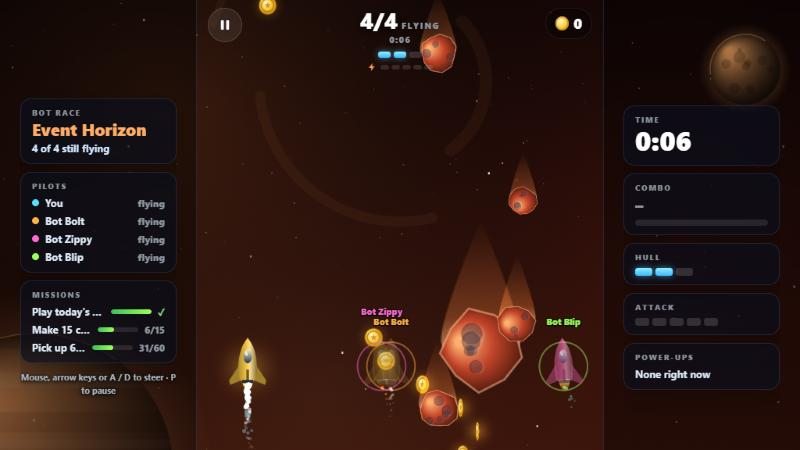 4/4 FLYING
0:06
0
BOT RACE
Event Horizon
4 of 4 still flying
PILOTS
You flying
Bot Bolt flying
Bot Zippy flying
Bot Blip flying
MISSIONS
Play today's ... ✓
Make 15 c... 6/15
Pick up 6... 31/60
Mouse, arrow keys or A / D to steer · P
to pause
Bot Zippy
Bot Bolt
Bot Blip
TIME
0:06
COMBO
–
HULL
ATTACK
POWER-UPS
None right now